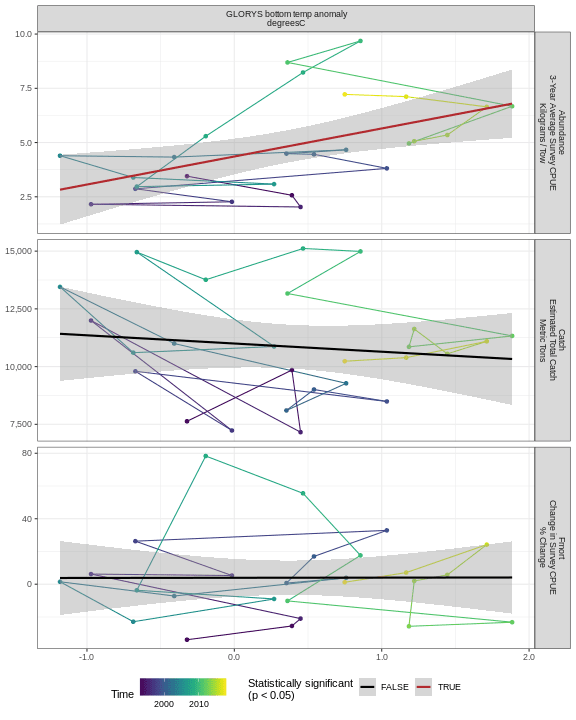 GLORYS bottom temp anomaly
degreesC
10.0
7.5
5.0
2.5
Abundance
3-Year Average Survey CPUE
Kilograms / Tow
15,000
12,500
10,000
7,500
Catch
Estimated Total Catch
Metric Tons
80
40
0
Fmort
Change in Survey CPUE
% Change
-1.0
0.0
1.0
2.0
Time
2000
2010
Statistically significant
(p < 0.05)
FALSE
TRUE